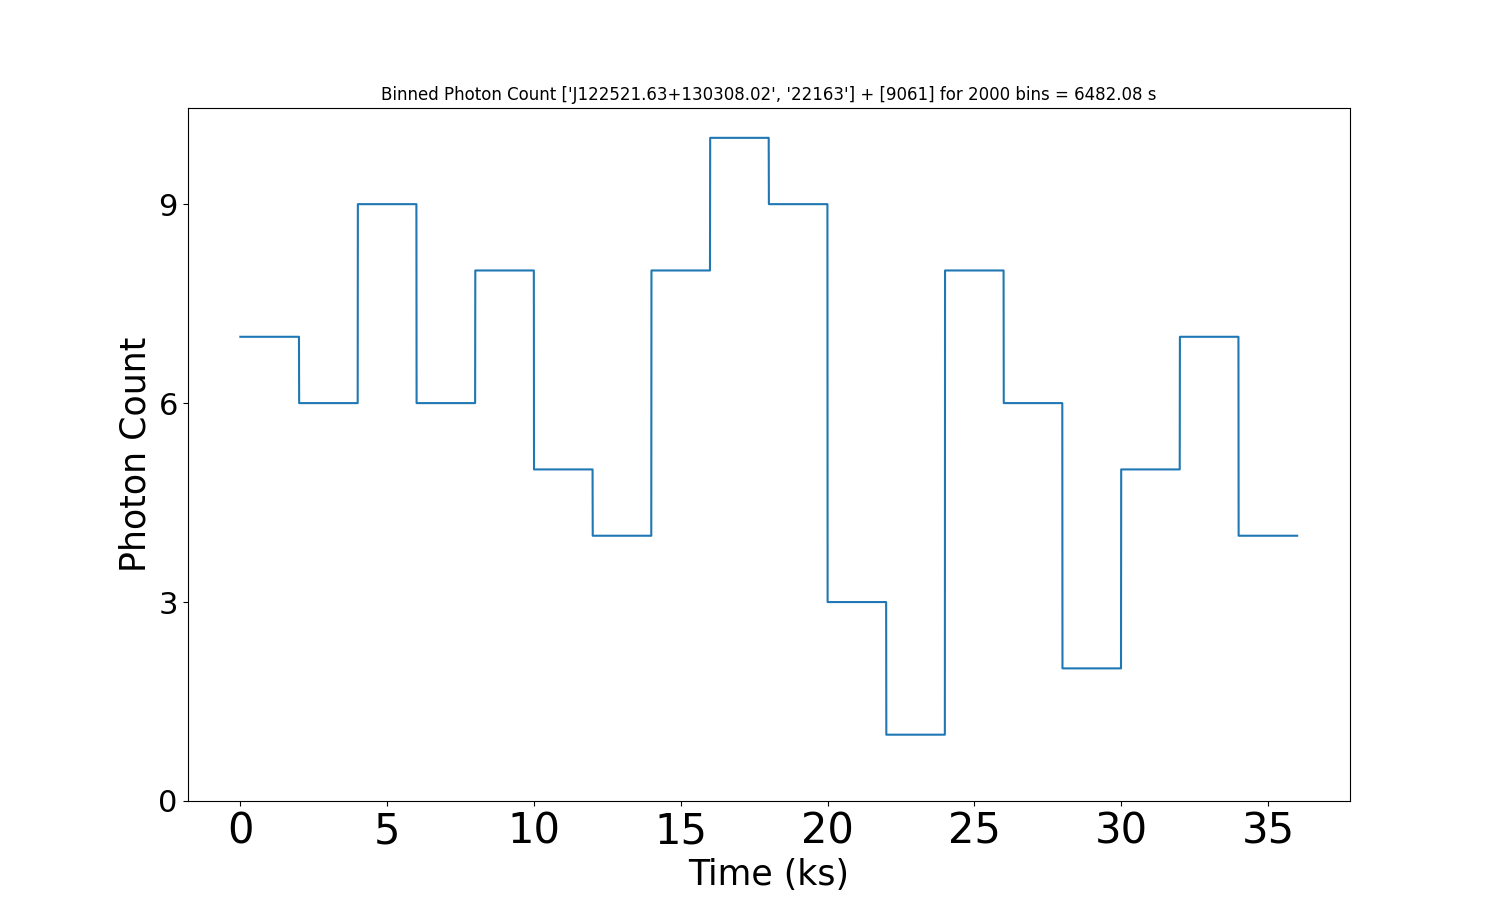 Binned Photon Count ['J122521.63+130308.02', '22163'] + [9061] for 2000 bins = 6482.08 s
9
6
3
0
Photon Count
0 5 10 15 20 25 30 35
Time (ks)